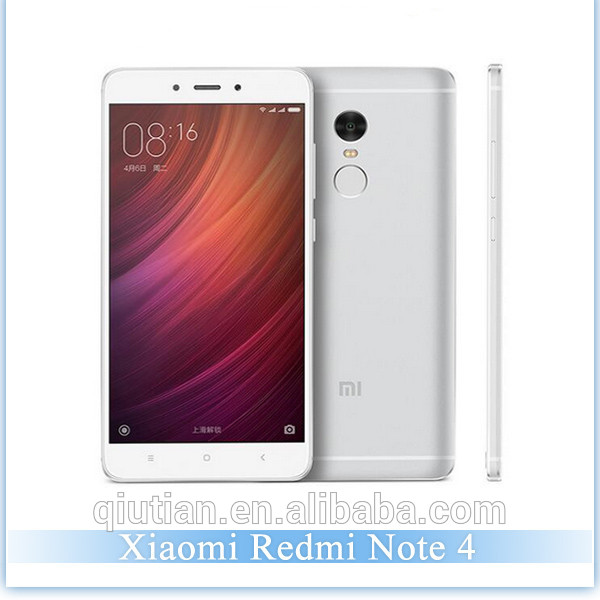 08:16
4月6日 周二
上滑解锁
mi
qiutian.en.alibaba.com
Xiaomi Redmi Note 4